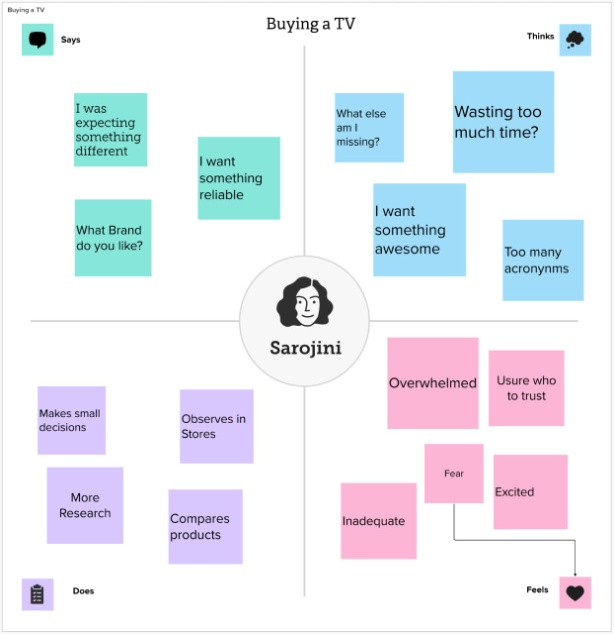 Buying a TV
Buying a TV
Says
I was
expecting
something
different
I want
something
reliable
What Brand
do you like?
Thinks
What else
am I
missing?
Wasting too
much time?
I want
something
awesome
Too many
acronynms
Sarojini
Makes small
decisions
Observes in
Stores
More
Research
Compares
products
Does
Overwhelmed
Usure who
to trust
Fear
Excited
Inadequate
Feels